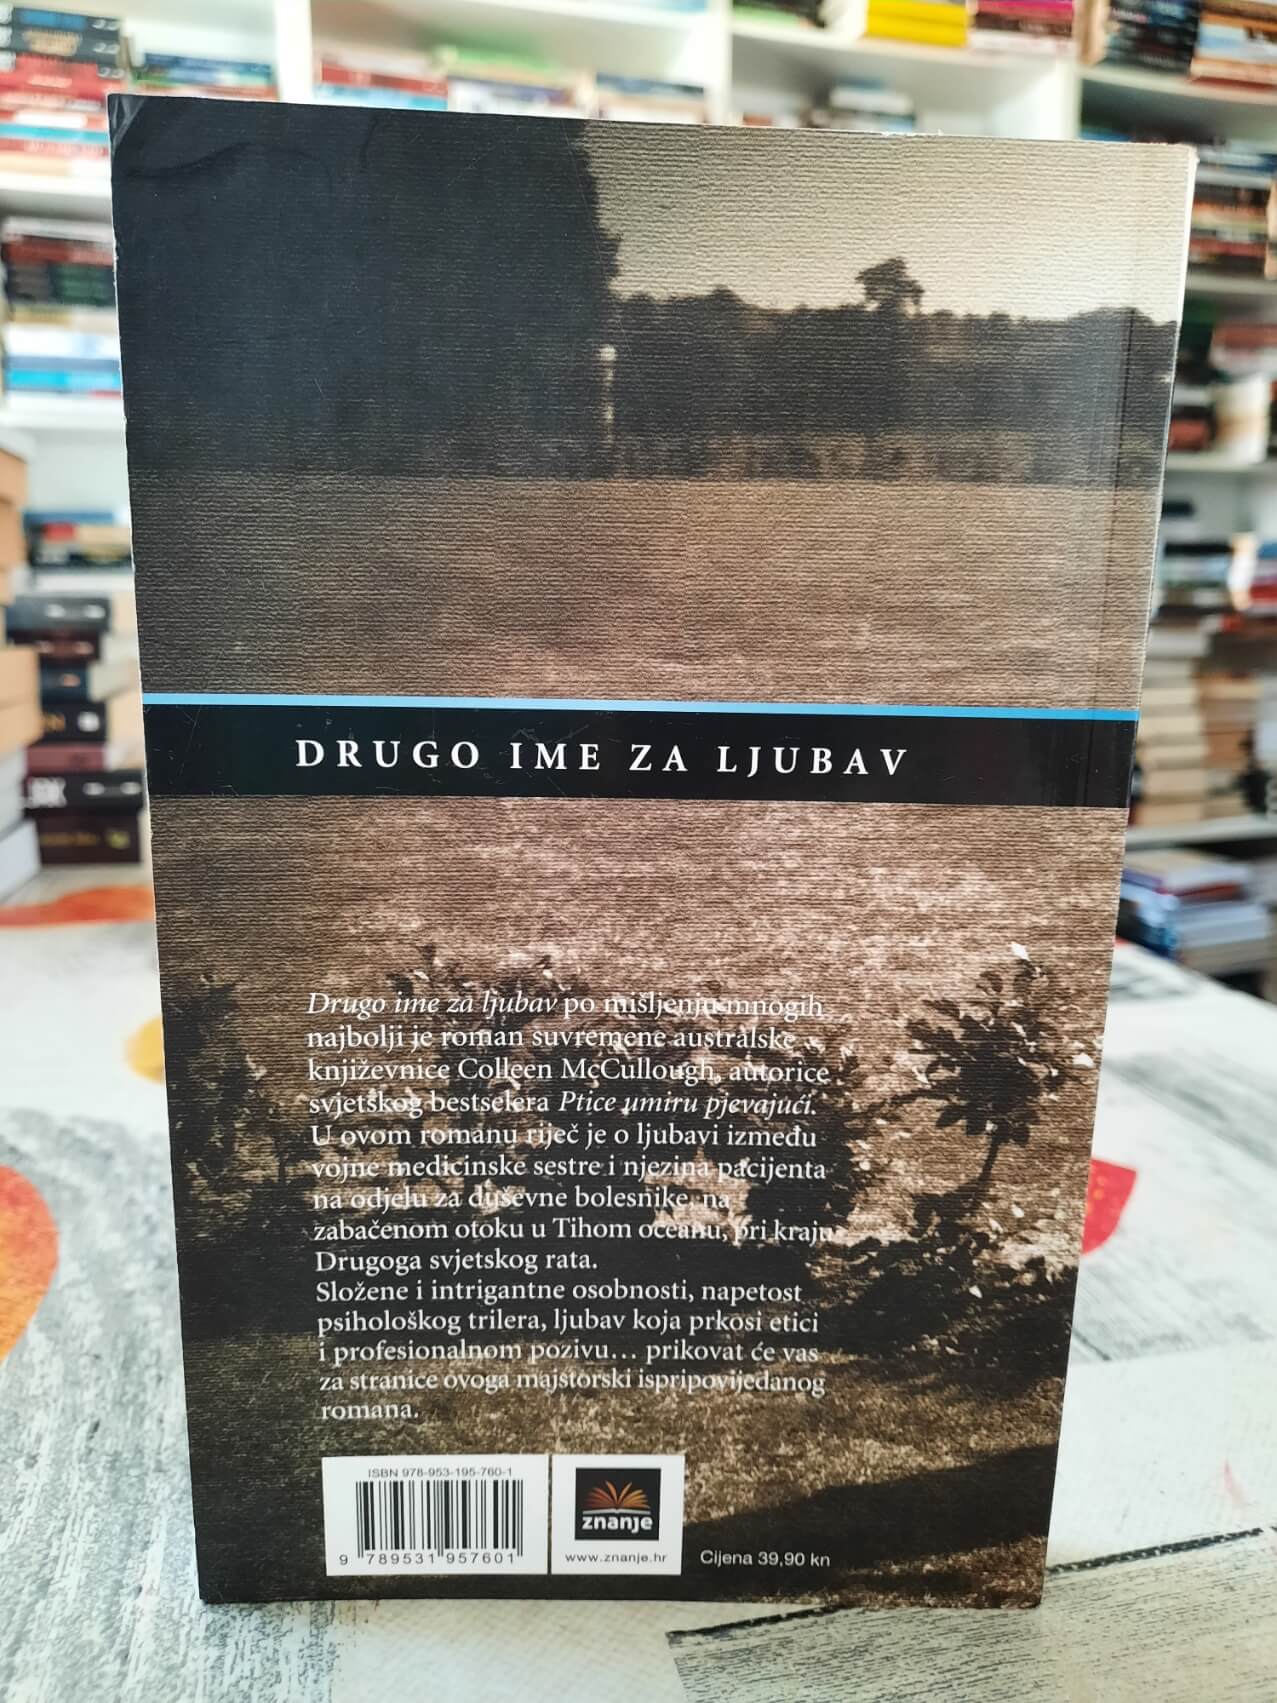 DRUGO IME ZA LJUBAV
Drugo ime za ljubav po mišljenju mnogih
najbolji je roman suvremene australske
književnice Colleen McCullough, autorice
svjetskog bestselera Ptice umiru pjevajući.
U ovom romanu riječ je o ljubavi između
vojne medicinske sestre i njezina pacijenta
na odjelu za duševne bolesnike, na
zabačenom otoku u Tihom oceanu, pri kraju
Drugoga svjetskog rata.
Složene i intrigantne osobnosti, napetost
psihološkog trilera, ljubav koja prkosi etici
i profesionalnom pozivu... prikovat će vas
za stranice ovoga majstorski ispripovijedanog
romana.
ISBN 978-953-195-760-1
9 789531 957601
znanje
www.znanje.hr
Cijena 39,90 kn